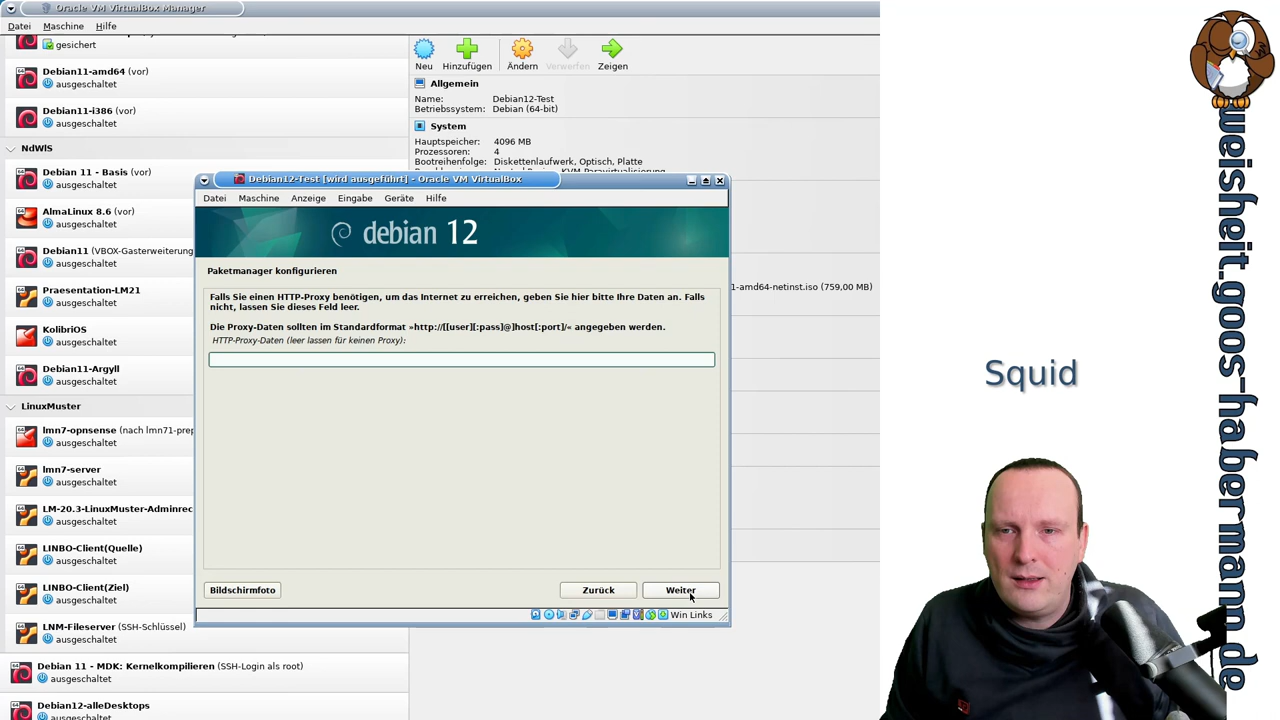 Oracle VM VirtualBox Manager
Datei Maschine Hilfe
gesichert
Debian11-amd64 (vor)
ausgeschaltet
Debian11-i386 (vor)
ausgeschaltet
NdWlS
Debian 11 - Basis (vor)
ausgeschaltet
AlmaLinux 8.6 (vor)
ausgeschaltet
Debian11 (VBOX-Gasterweiterung
ausgeschaltet
Praesentation-LM21
ausgeschaltet
KolibriOS
ausgeschaltet
Debian11-Argyll
ausgeschaltet
LinuxMuster
lmn7-opnsense (nach lmn71-prep
ausgeschaltet
lmn7-server
ausgeschaltet
LM-20.3-LinuxMuster-Adminrec
ausgeschaltet
LINBO-Client(Quelle)
ausgeschaltet
LINBO-Client(Ziel)
ausgeschaltet
LNM-Fileserver (SSH-Schlüssel)
ausgeschaltet
Debian 11 - MDK: Kernelkompilieren (SSH-Login als root)
ausgeschaltet
Debian12-alleDesktops
ausgeschaltet
Neu Hinzufügen Ändern Verwerfen Zeigen
Allgemein
Name: Debian12-Test
Betriebssystem: Debian (64-bit)
System
Hauptspeicher: 4096 MB
Prozessoren: 4
Bootreihenfolge: Diskettenlaufwerk, Optisch, Platte
1-amd64-netinst.iso (759,00 MB)
Debian12-Test [wird ausgeführt] - Oracle VM VirtualBox
Datei Maschine Anzeige Eingabe Geräte Hilfe
debian 12
Paketmanager konfigurieren
Falls Sie einen HTTP-Proxy benötigen, um das Internet zu erreichen, geben Sie hier bitte Ihre Daten an. Falls
nicht, lassen Sie dieses Feld leer.
Die Proxy-Daten sollten im Standardformat »http://[[user][:pass]@]host[:port]/« angegeben werden.
HTTP-Proxy-Daten (leer lassen für keinen Proxy):
Bildschirmfoto Zurück Weiter
Win Links
Squid
weisheit.goos-habermann.de